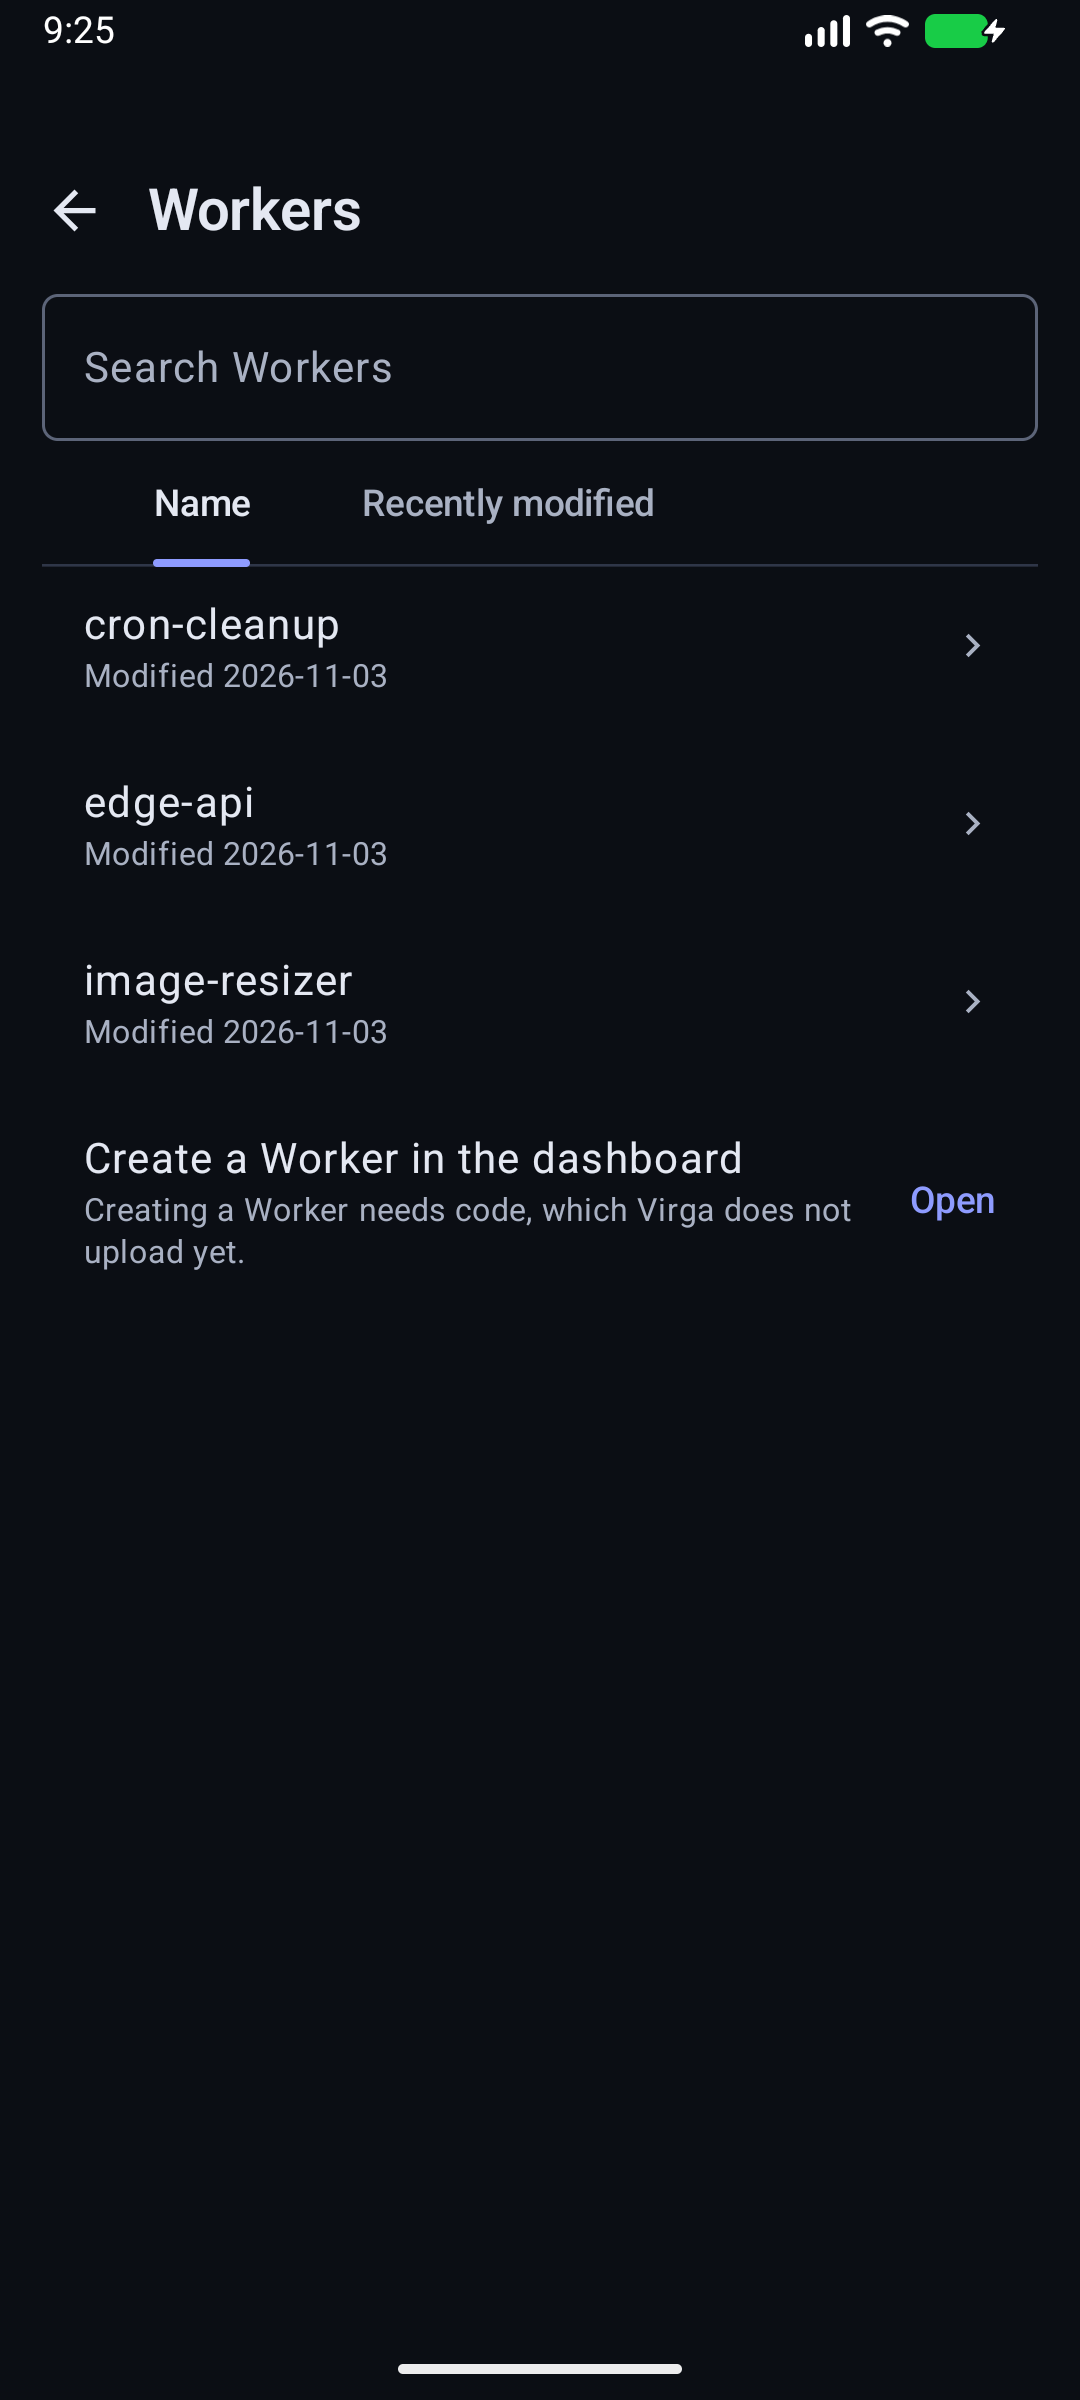 9:25
Workers
Search Workers
Name
Recently modified
cron-cleanup
Modified 2026-11-03
edge-api
Modified 2026-11-03
image-resizer
Modified 2026-11-03
Create a Worker in the dashboard
Creating a Worker needs code, which Virga does not
upload yet.
Open